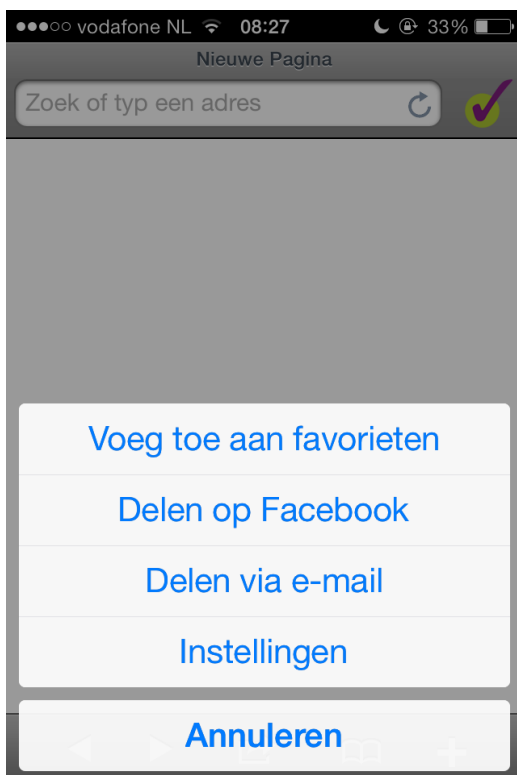 vodafone NL 08:27 33%
Nieuwe Pagina
Zoek of typ een adres
Voeg toe aan favorieten
Delen op Facebook
Delen via e-mail
Instellingen
Annuleren